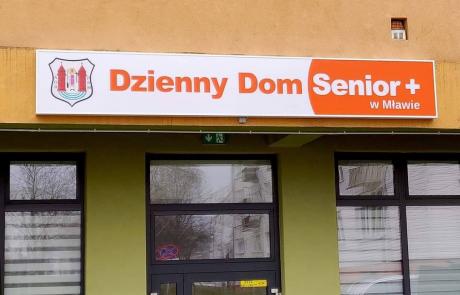 Dzienny Dom Senior +
w Mławie